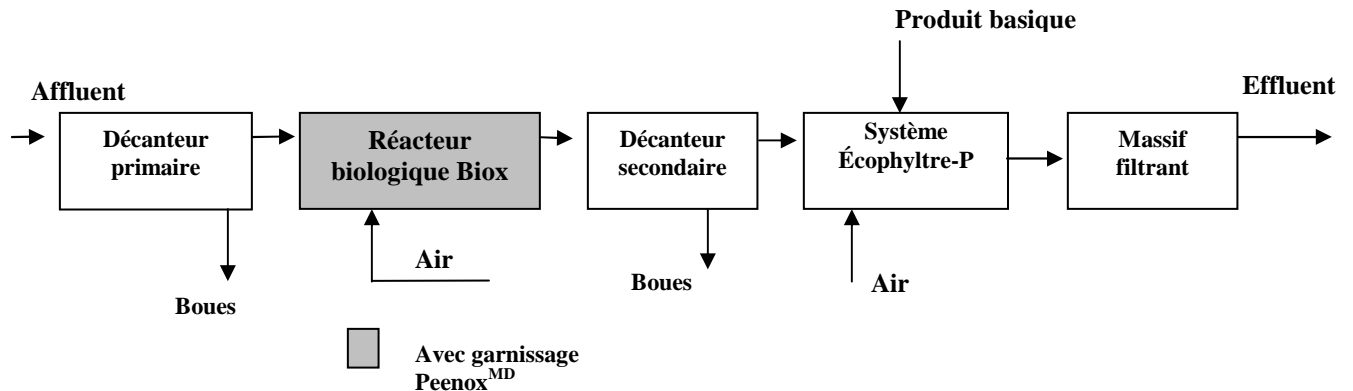 Produit basique
Affluent
Effluent
Décanteur
primaire
Réacteur
biologique Biox
Décanteur
secondaire
Système
Écophyltre-P
Massif
filtrant
Air
Boues
Boues
Air
Avec garnissage
Peenox^MD